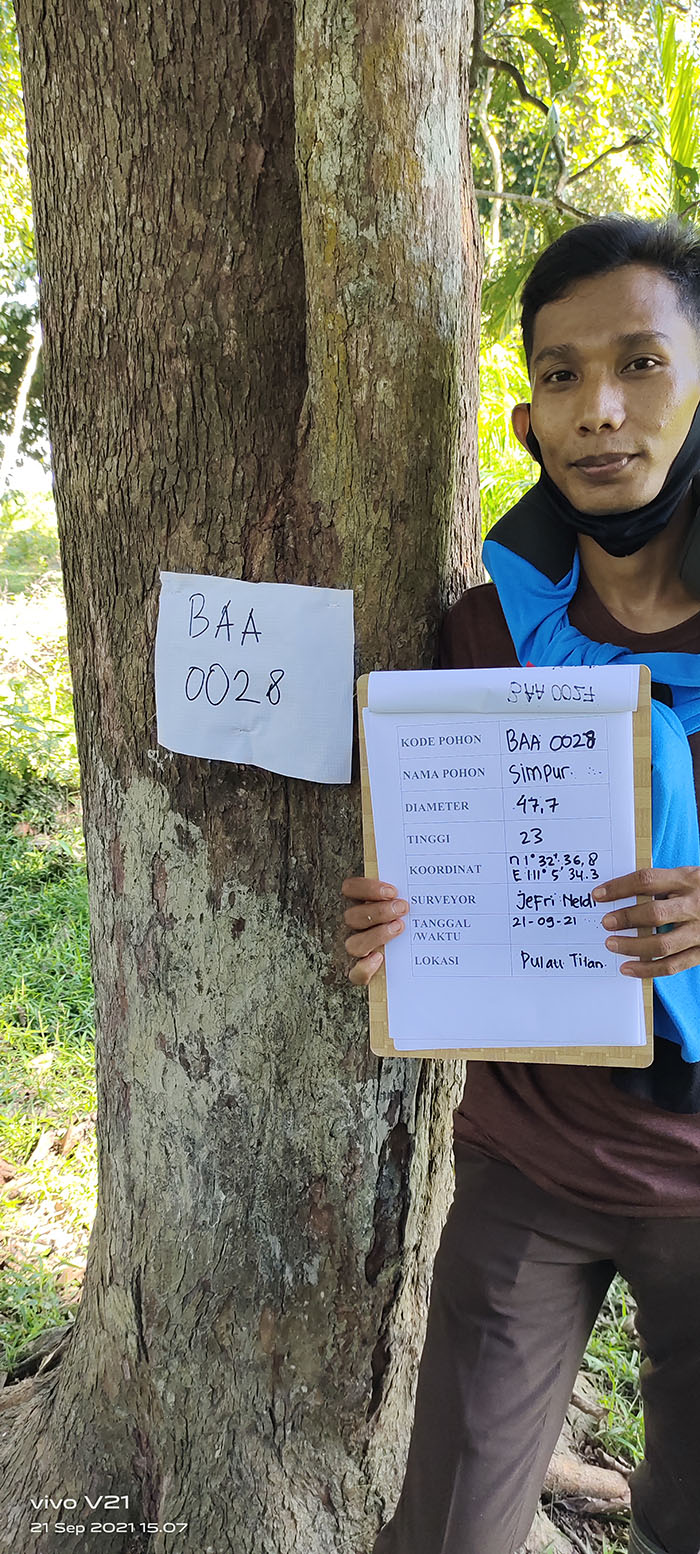 BAA
0028
BAA 0027
KODE POHON BAA 0028
NAMA POHON Simpur
DIAMETER 47,7
TINGGI 23
KOORDINAT n 1° 32' 36,8
E 111° 5' 34.3
SURVEYOR Jefri Neldi
TANGGAL 21-09-21
/WAKTU
LOKASI Pulau Titan
vivo V21
21 Sep 2021 15.07